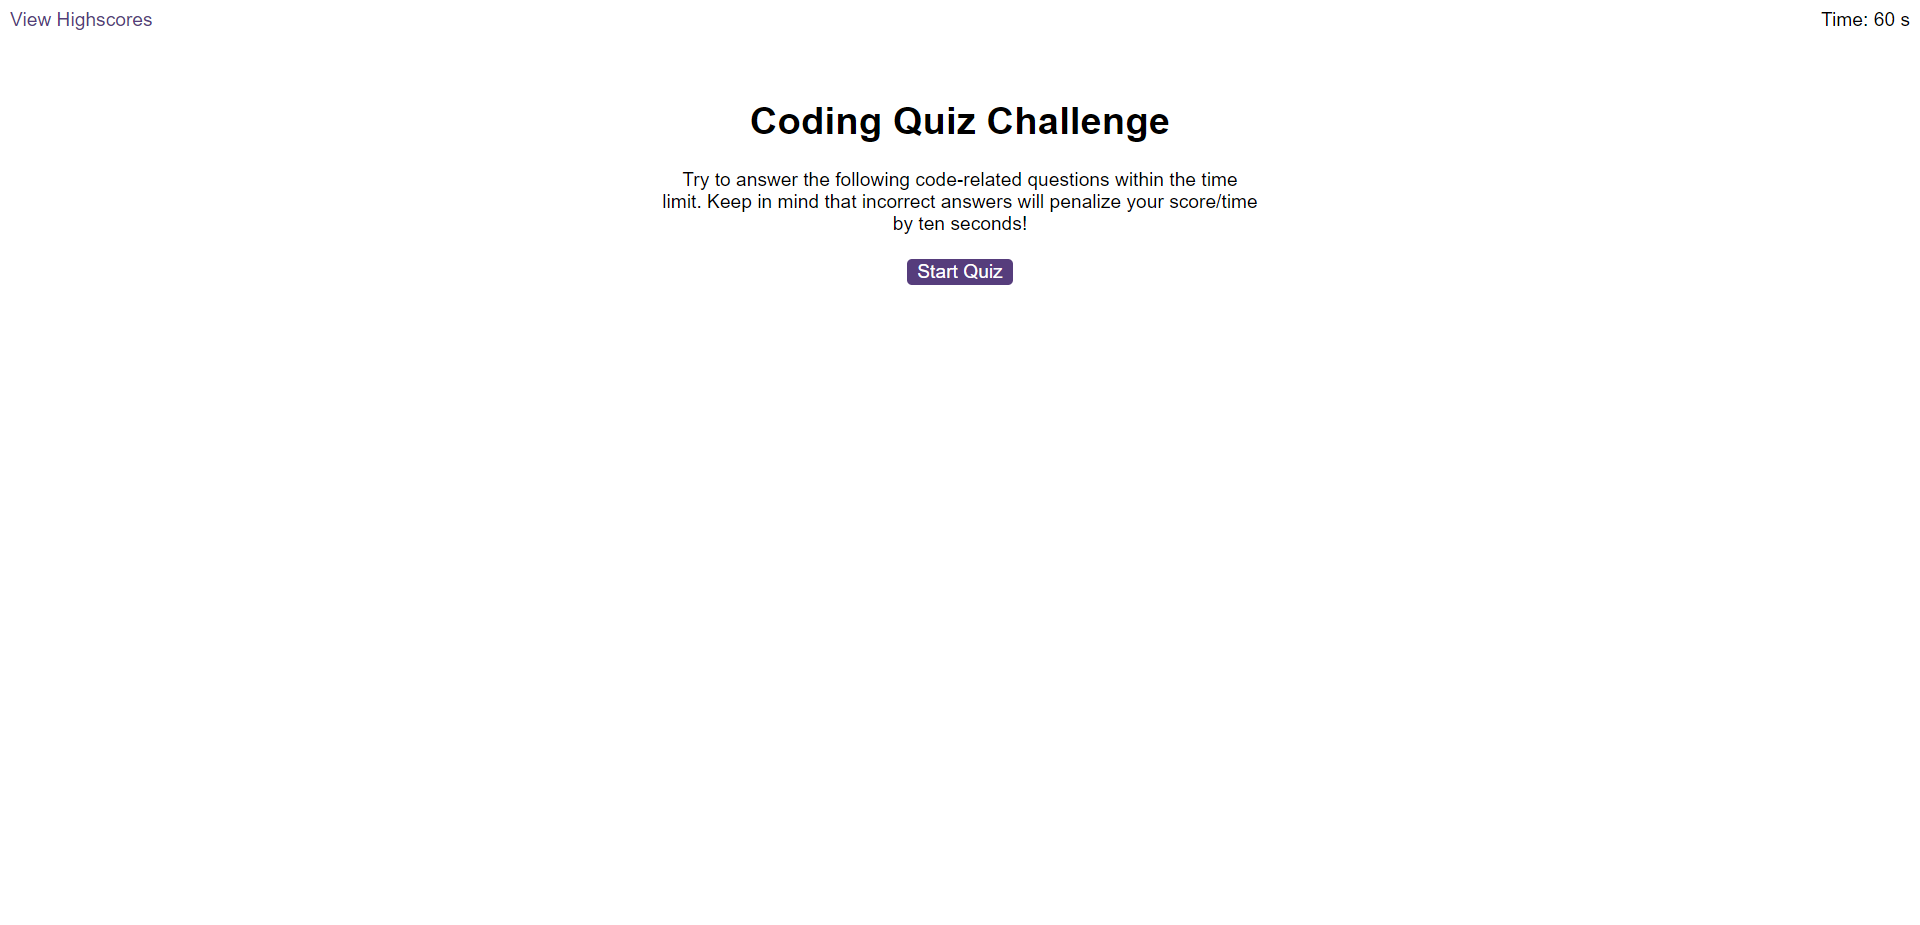 View Highscores
Time: 60 s
Coding Quiz Challenge
Try to answer the following code-related questions within the time
limit. Keep in mind that incorrect answers will penalize your score/time
by ten seconds!
Start Quiz